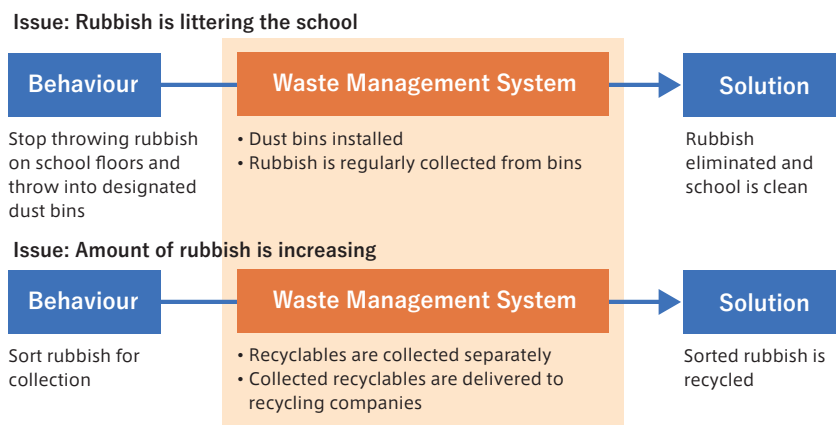 Issue: Rubbish is littering the school
Behaviour
Waste Management System
Solution
Stop throwing rubbish
on school floors and
throw into designated
dust bins
• Dust bins installed
• Rubbish is regularly collected from bins
Rubbish
eliminated and
school is clean
Issue: Amount of rubbish is increasing
Behaviour
Waste Management System
Solution
Sort rubbish for
collection
• Recyclables are collected separately
• Collected recyclables are delivered to
recycling companies
Sorted rubbish is
recycled